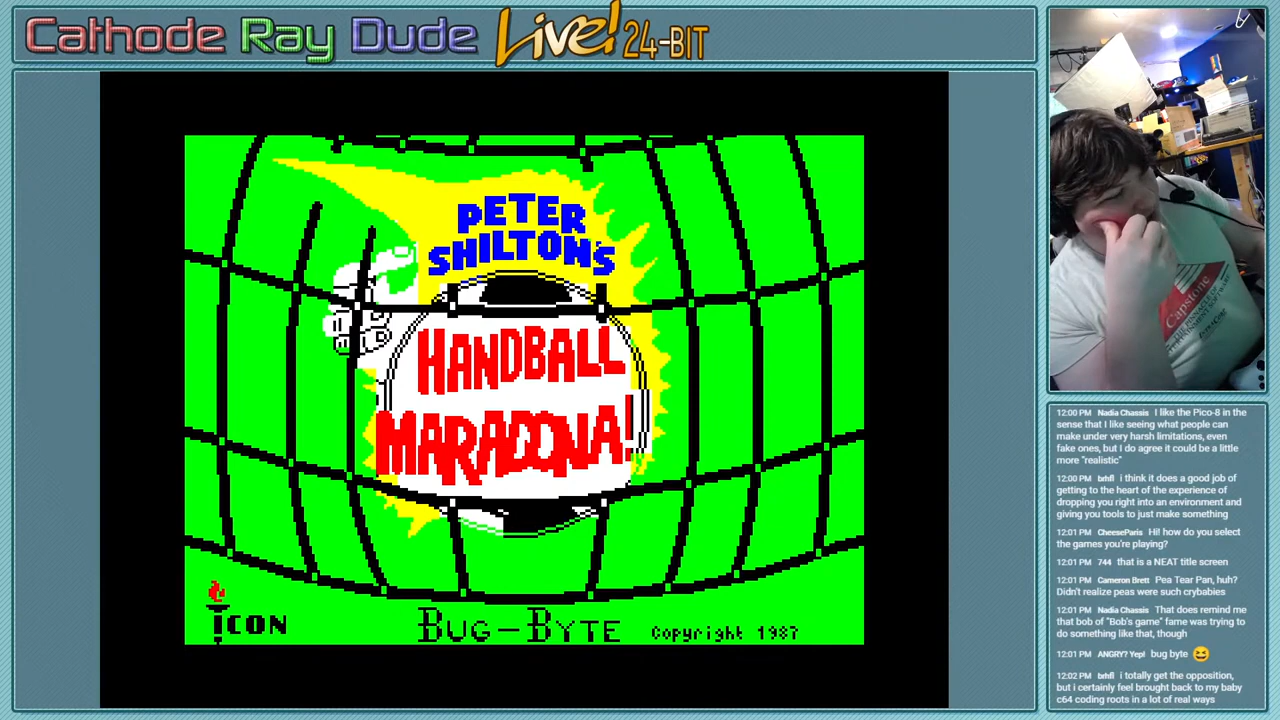 Cathode Ray Dude Live! 24-BIT
PETER
SHILTON'S
HANDBALL
MARADONA!
iCON
BUG-BYTE Copyright 1987
Capstone
12:00 PM Nadia Chassis I like the Pico-8 in the
sense that I like seeing what people can
make under very harsh limitations, even
fake ones, but I do agree it could be a little
more "realistic"
12:00 PM brhfl i think it does a good job of
getting to the heart of the experience of
dropping you right into an environment and
giving you tools to just make something
12:01 PM CheeseParis Hi! how do you select
the games you're playing?
12:01 PM 744 that is a NEAT title screen
12:01 PM Cameron Brett Pea Tear Pan, huh?
Didn't realize peas were such crybabies
12:01 PM Nadia Chassis That does remind me
that bob of "Bob's game" fame was trying to
do something like that, though
12:01 PM ANGRY? Yep! bug byte
12:02 PM brhfl i totally get the opposition,
but i certainly feel brought back to my baby
c64 coding roots in a lot of real ways